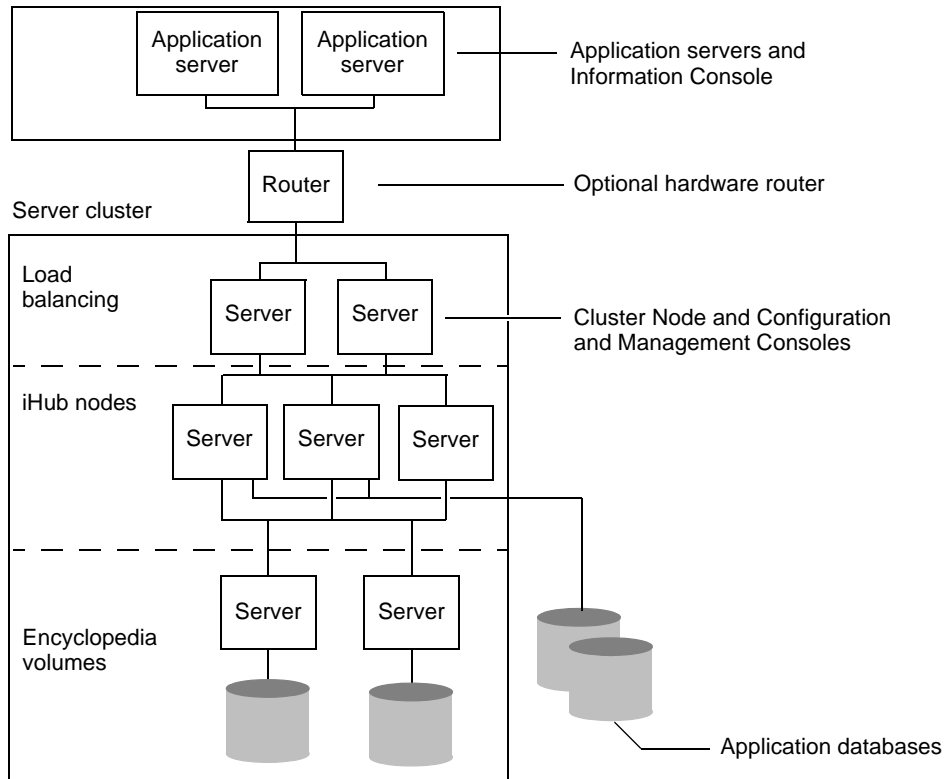 Application
server
Application
server
Application servers and
Information Console
Router
Optional hardware router
Server cluster
Load
balancing
Server
Server
Cluster Node and Configuration
and Management Consoles
iHub nodes
Server
Server
Server
Encyclopedia
volumes
Server
Server
Application databases